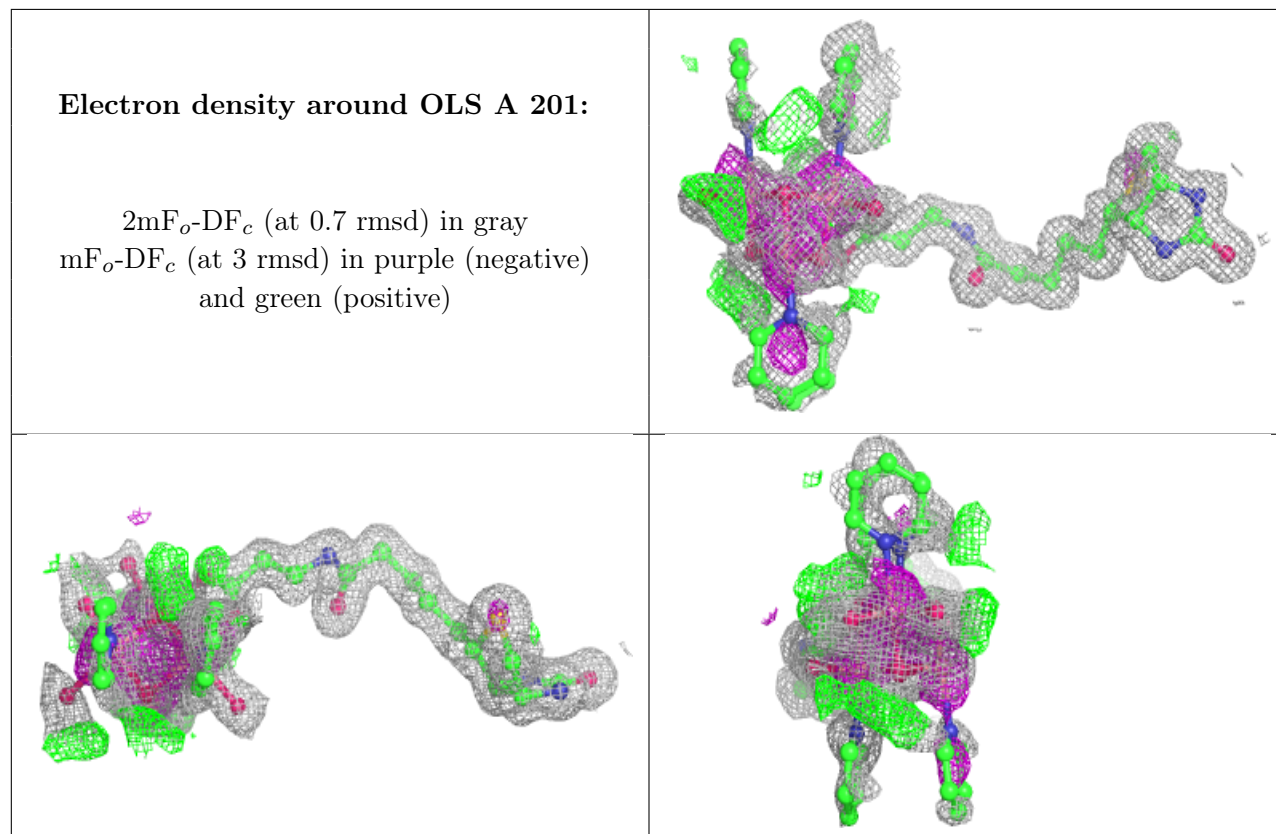 Electron density around OLS A 201:
2mFo-DFc (at 0.7 rmsd) in gray
mFo-DFc (at 3 rmsd) in purple (negative)
and green (positive)